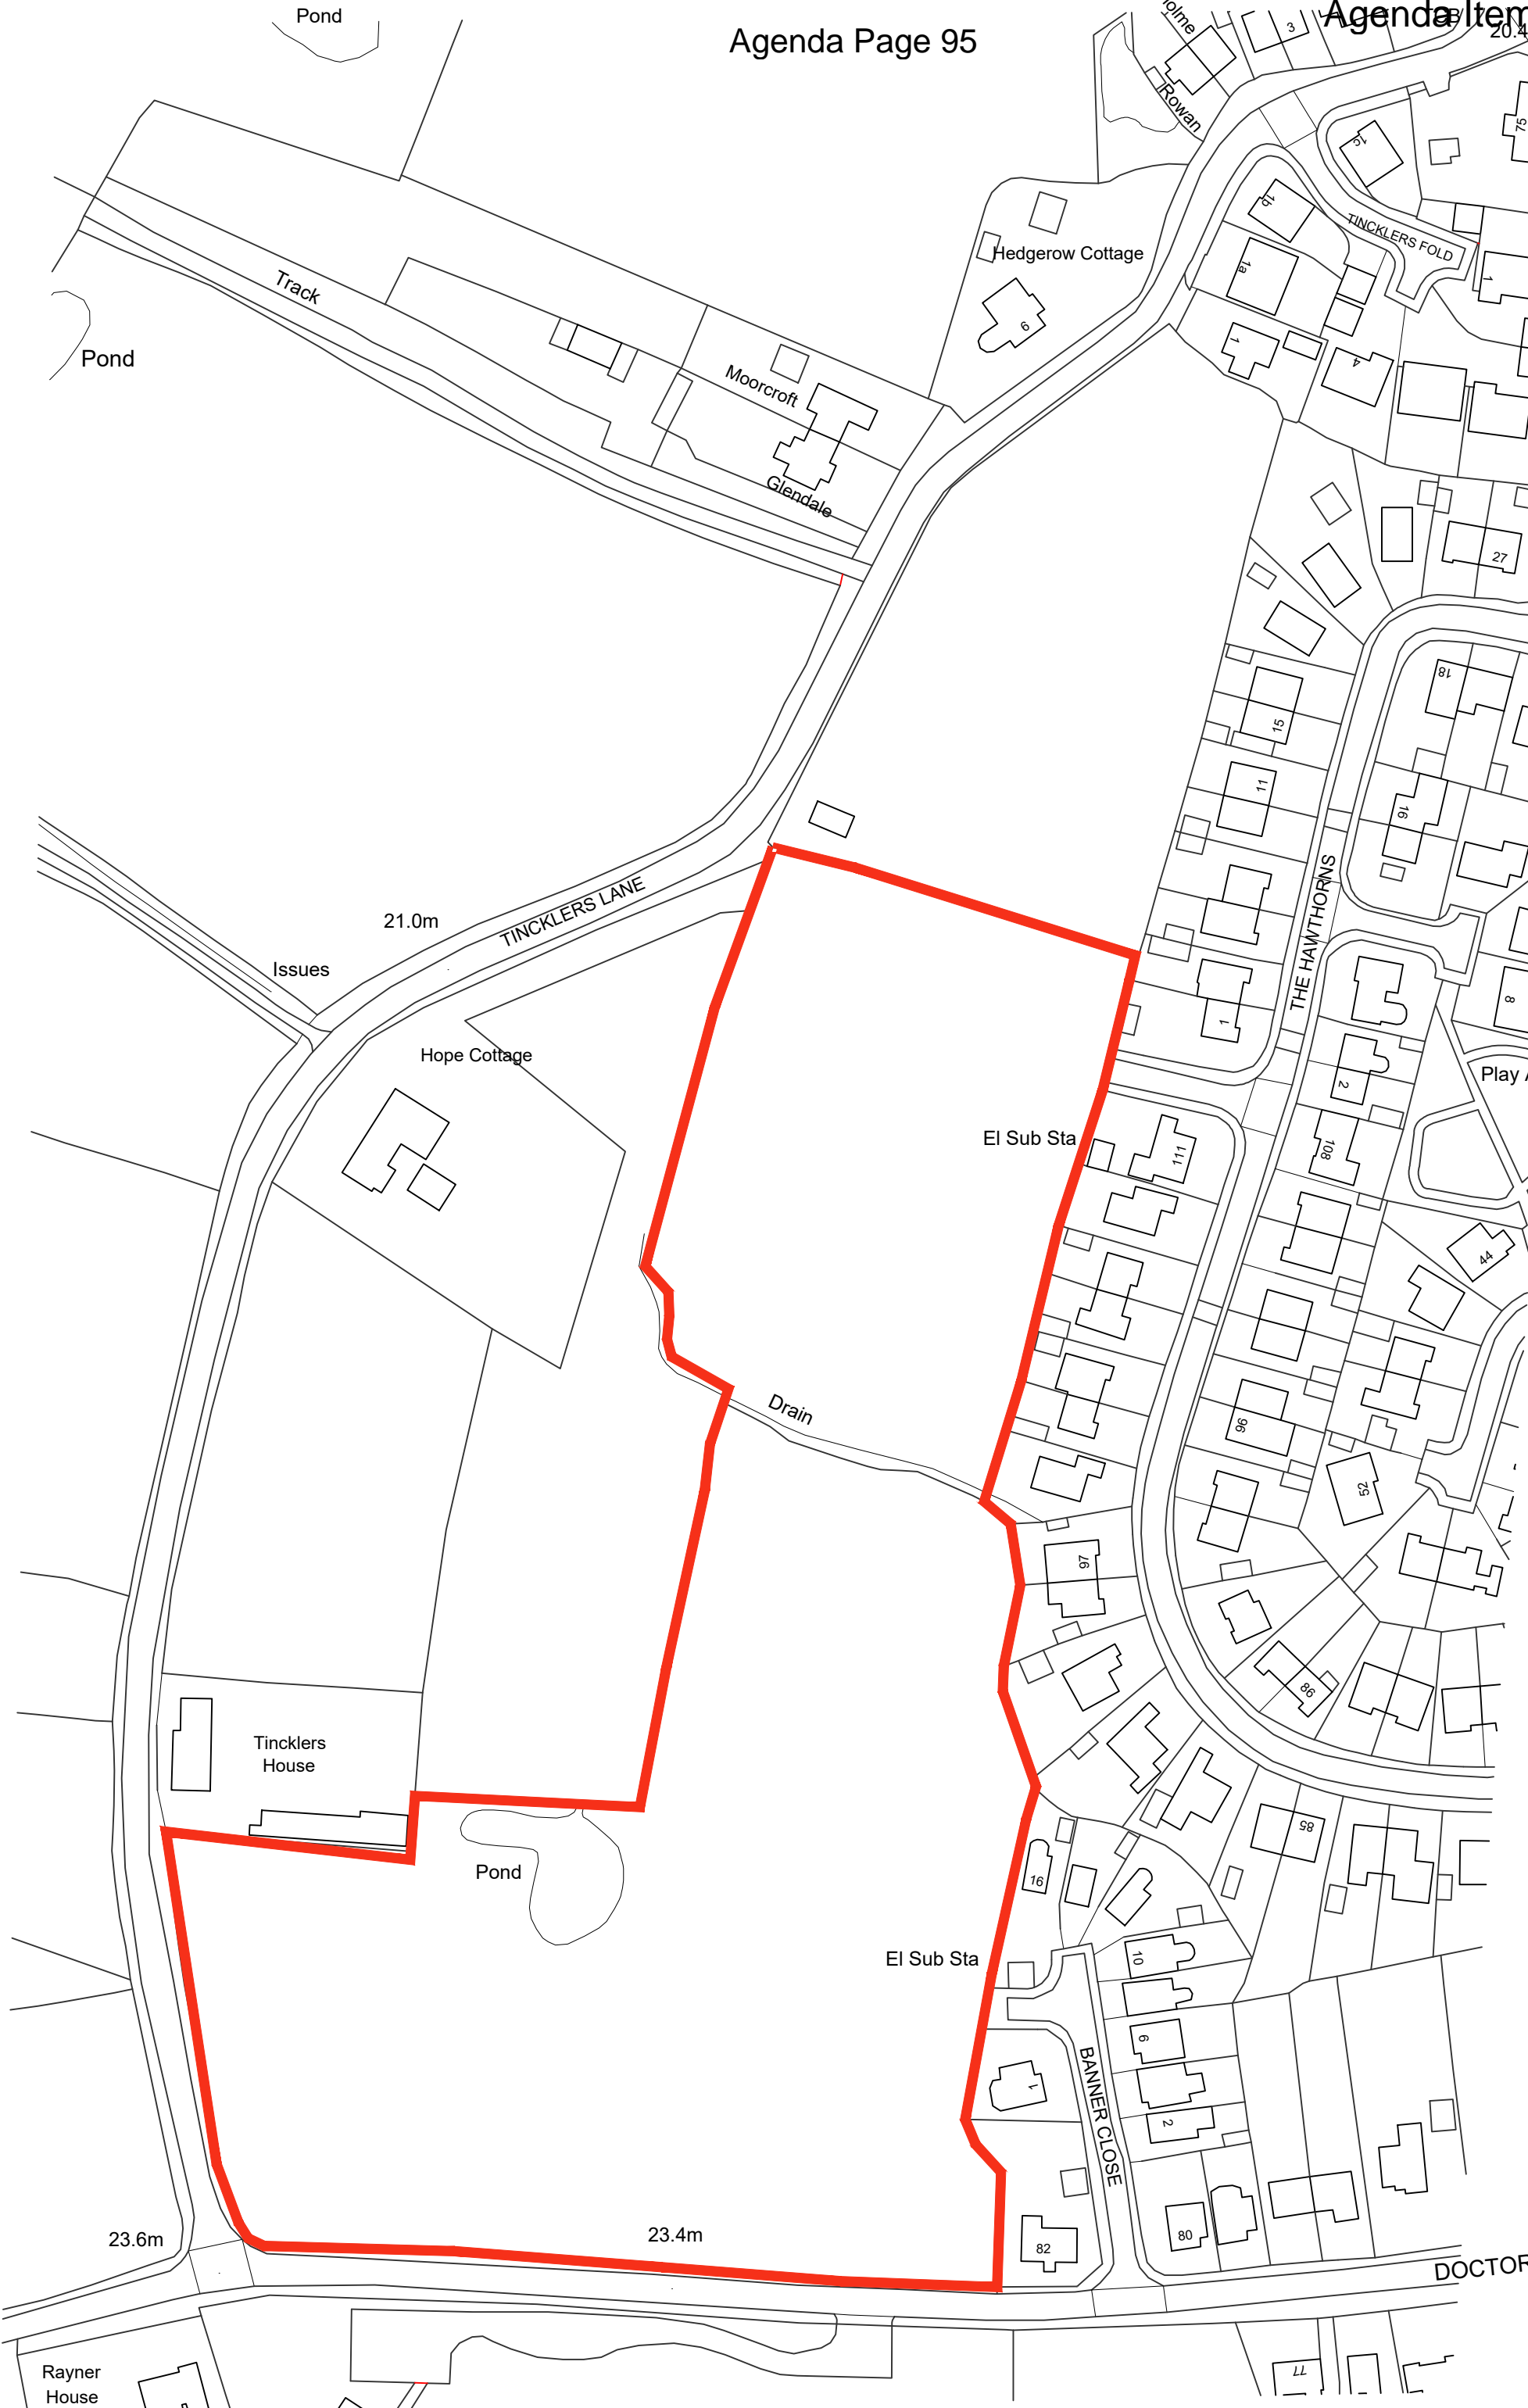 Pond
Agenda Page 95
Agenda Item
20.4
Rowan
3
75
1c
1b
TINCKLERS FOLD
Hedgerow Cottage
1a
1
9
1
4
Track
Pond
Moorcroft
Glendale
27
18
15
11
16
THE HAWTHORNS
21.0m
TINCKLERS LANE
Issues
8
1
Hope Cottage
Play
2
El Sub Sta
111
108
44
Drain
96
52
97
86
Tincklers
House
85
Pond
16
El Sub Sta
10
6
BANNER CLOSE
1
2
23.6m
23.4m
80
82
DOCTOR
Rayner
House
77